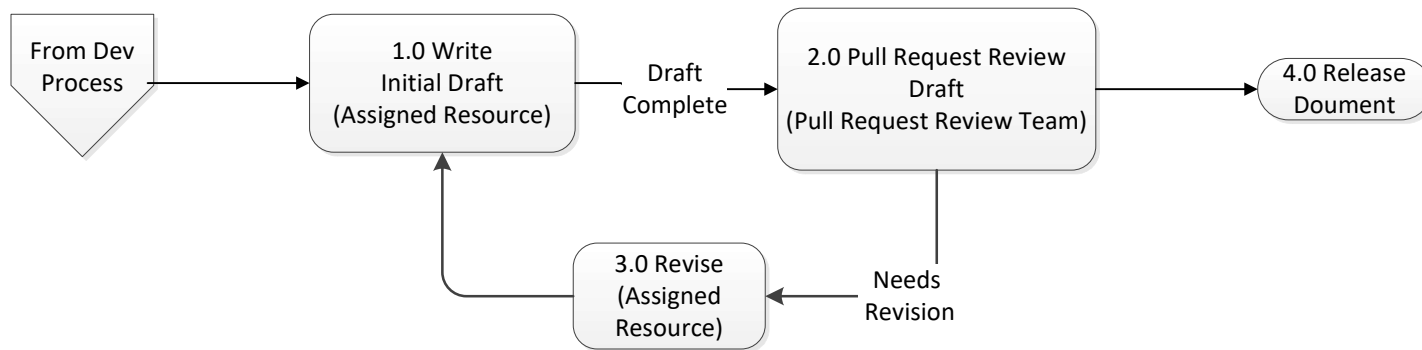 From Dev
Process
1.0 Write
Initial Draft
(Assigned Resource)
Draft
Complete
2.0 Pull Request Review
Draft
(Pull Request Review Team)
4.0 Release
Doument
3.0 Revise
(Assigned
Resource)
Needs
Revision